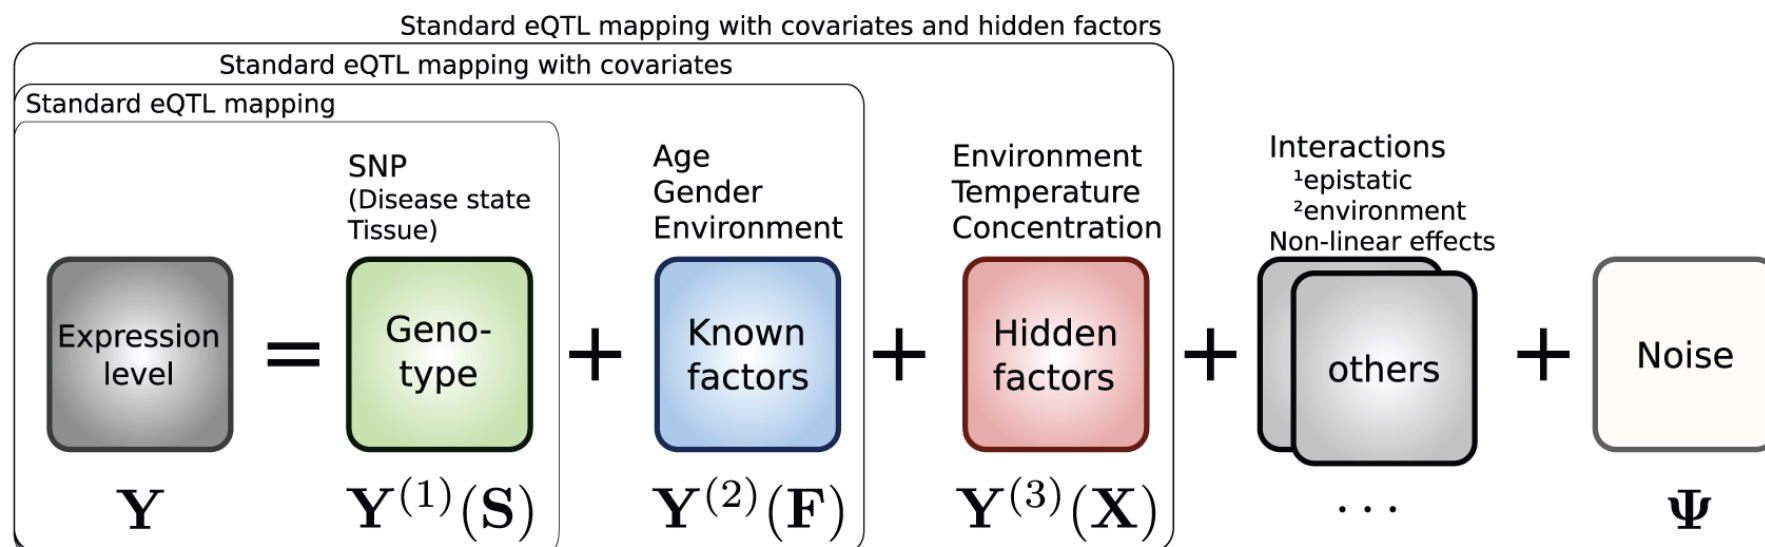 Standard eQTL mapping with covariates and hidden factors
Standard eQTL mapping with covariates
Standard eQTL mapping
SNP
(Disease state
Tissue)
Age
Gender
Environment
Environment
Temperature
Concentration
Interactions
¹epistatic
²environment
Non-linear effects
Expression
level
=
Geno-
type
+
Known
factors
+
Hidden
factors
+
others
+
Noise
Y
Y⁽¹⁾(S)
Y⁽²⁾(F)
Y⁽³⁾(X)
...
Ψ